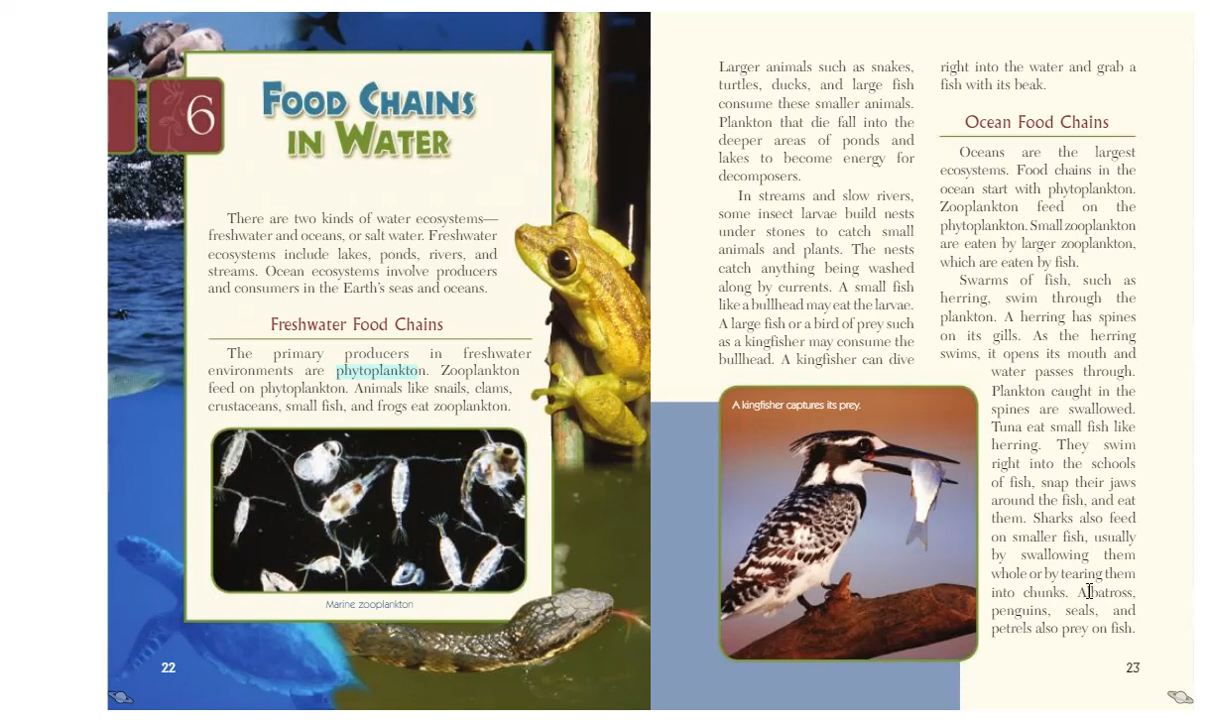 6
FOOD CHAINS
IN WATER
There are two kinds of water ecosystems—
freshwater and oceans, or salt water. Freshwater
ecosystems include lakes, ponds, rivers, and
streams. Ocean ecosystems involve producers
and consumers in the Earth's seas and oceans.
Freshwater Food Chains
The primary producers in freshwater
environments are phytoplankton. Zooplankton
feed on phytoplankton. Animals like snails, clams,
crustaceans, small fish, and frogs eat zooplankton.
Marine zooplankton
22
Larger animals such as snakes,
turtles, ducks, and large fish
consume these smaller animals.
Plankton that die fall into the
deeper areas of ponds and
lakes to become energy for
decomposers.
In streams and slow rivers,
some insect larvae build nests
under stones to catch small
animals and plants. The nests
catch anything being washed
along by currents. A small fish
like a bullhead may eat the larvae.
A large fish or a bird of prey such
as a kingfisher may consume the
bullhead. A kingfisher can dive
A kingfisher captures its prey.
right into the water and grab a
fish with its beak.
Ocean Food Chains
Oceans are the largest
ecosystems. Food chains in the
ocean start with phytoplankton.
Zooplankton feed on the
phytoplankton. Small zooplankton
are eaten by larger zooplankton,
which are eaten by fish.
Swarms of fish, such as
herring, swim through the
plankton. A herring has spines
on its gills. As the herring
swims, it opens its mouth and
water passes through.
Plankton caught in the
spines are swallowed.
Tuna eat small fish like
herring. They swim
right into the schools
of fish, snap their jaws
around the fish, and eat
them. Sharks also feed
on smaller fish, usually
by swallowing them
whole or by tearing them
into chunks. Albatross,
penguins, seals, and
petrels also prey on fish.
23